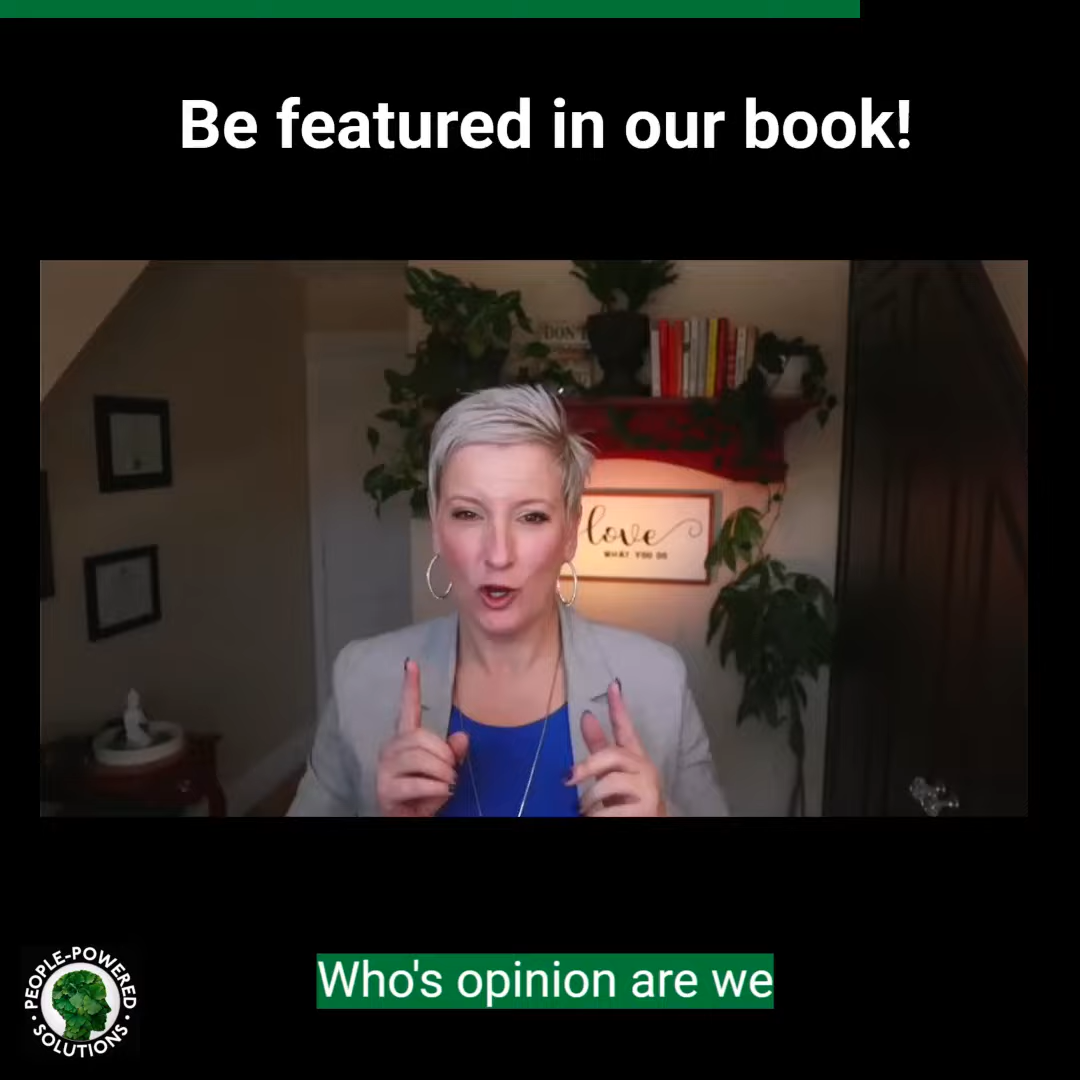 Be featured in our book!
DON'T
love
WHAT YOU DO
PEOPLE-POWERED
• SOLUTIONS •
Who's opinion are we